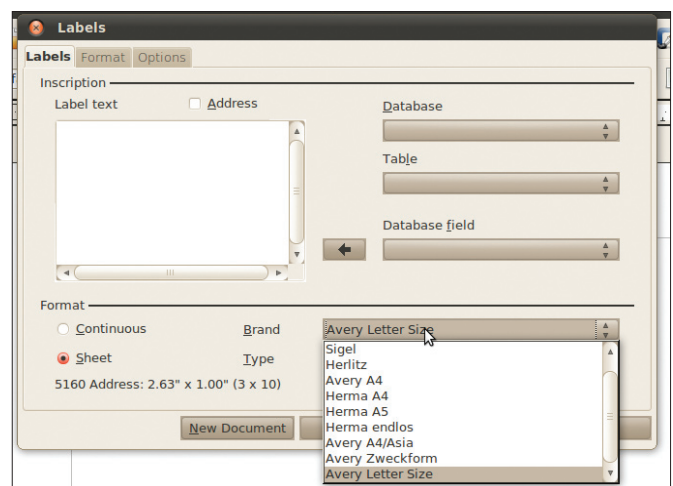 Labels
Labels Format Options
Inscription
Label text Address Database
Table
Database field
Format
Continuous Brand Avery Letter Size
Sheet Type
5160 Address: 2.63" x 1.00" (3 x 10)
Sigel
Herlitz
Avery A4
Herma A4
Herma A5
Herma endlos
Avery A4/Asia
Avery Zweckform
Avery Letter Size
New Document